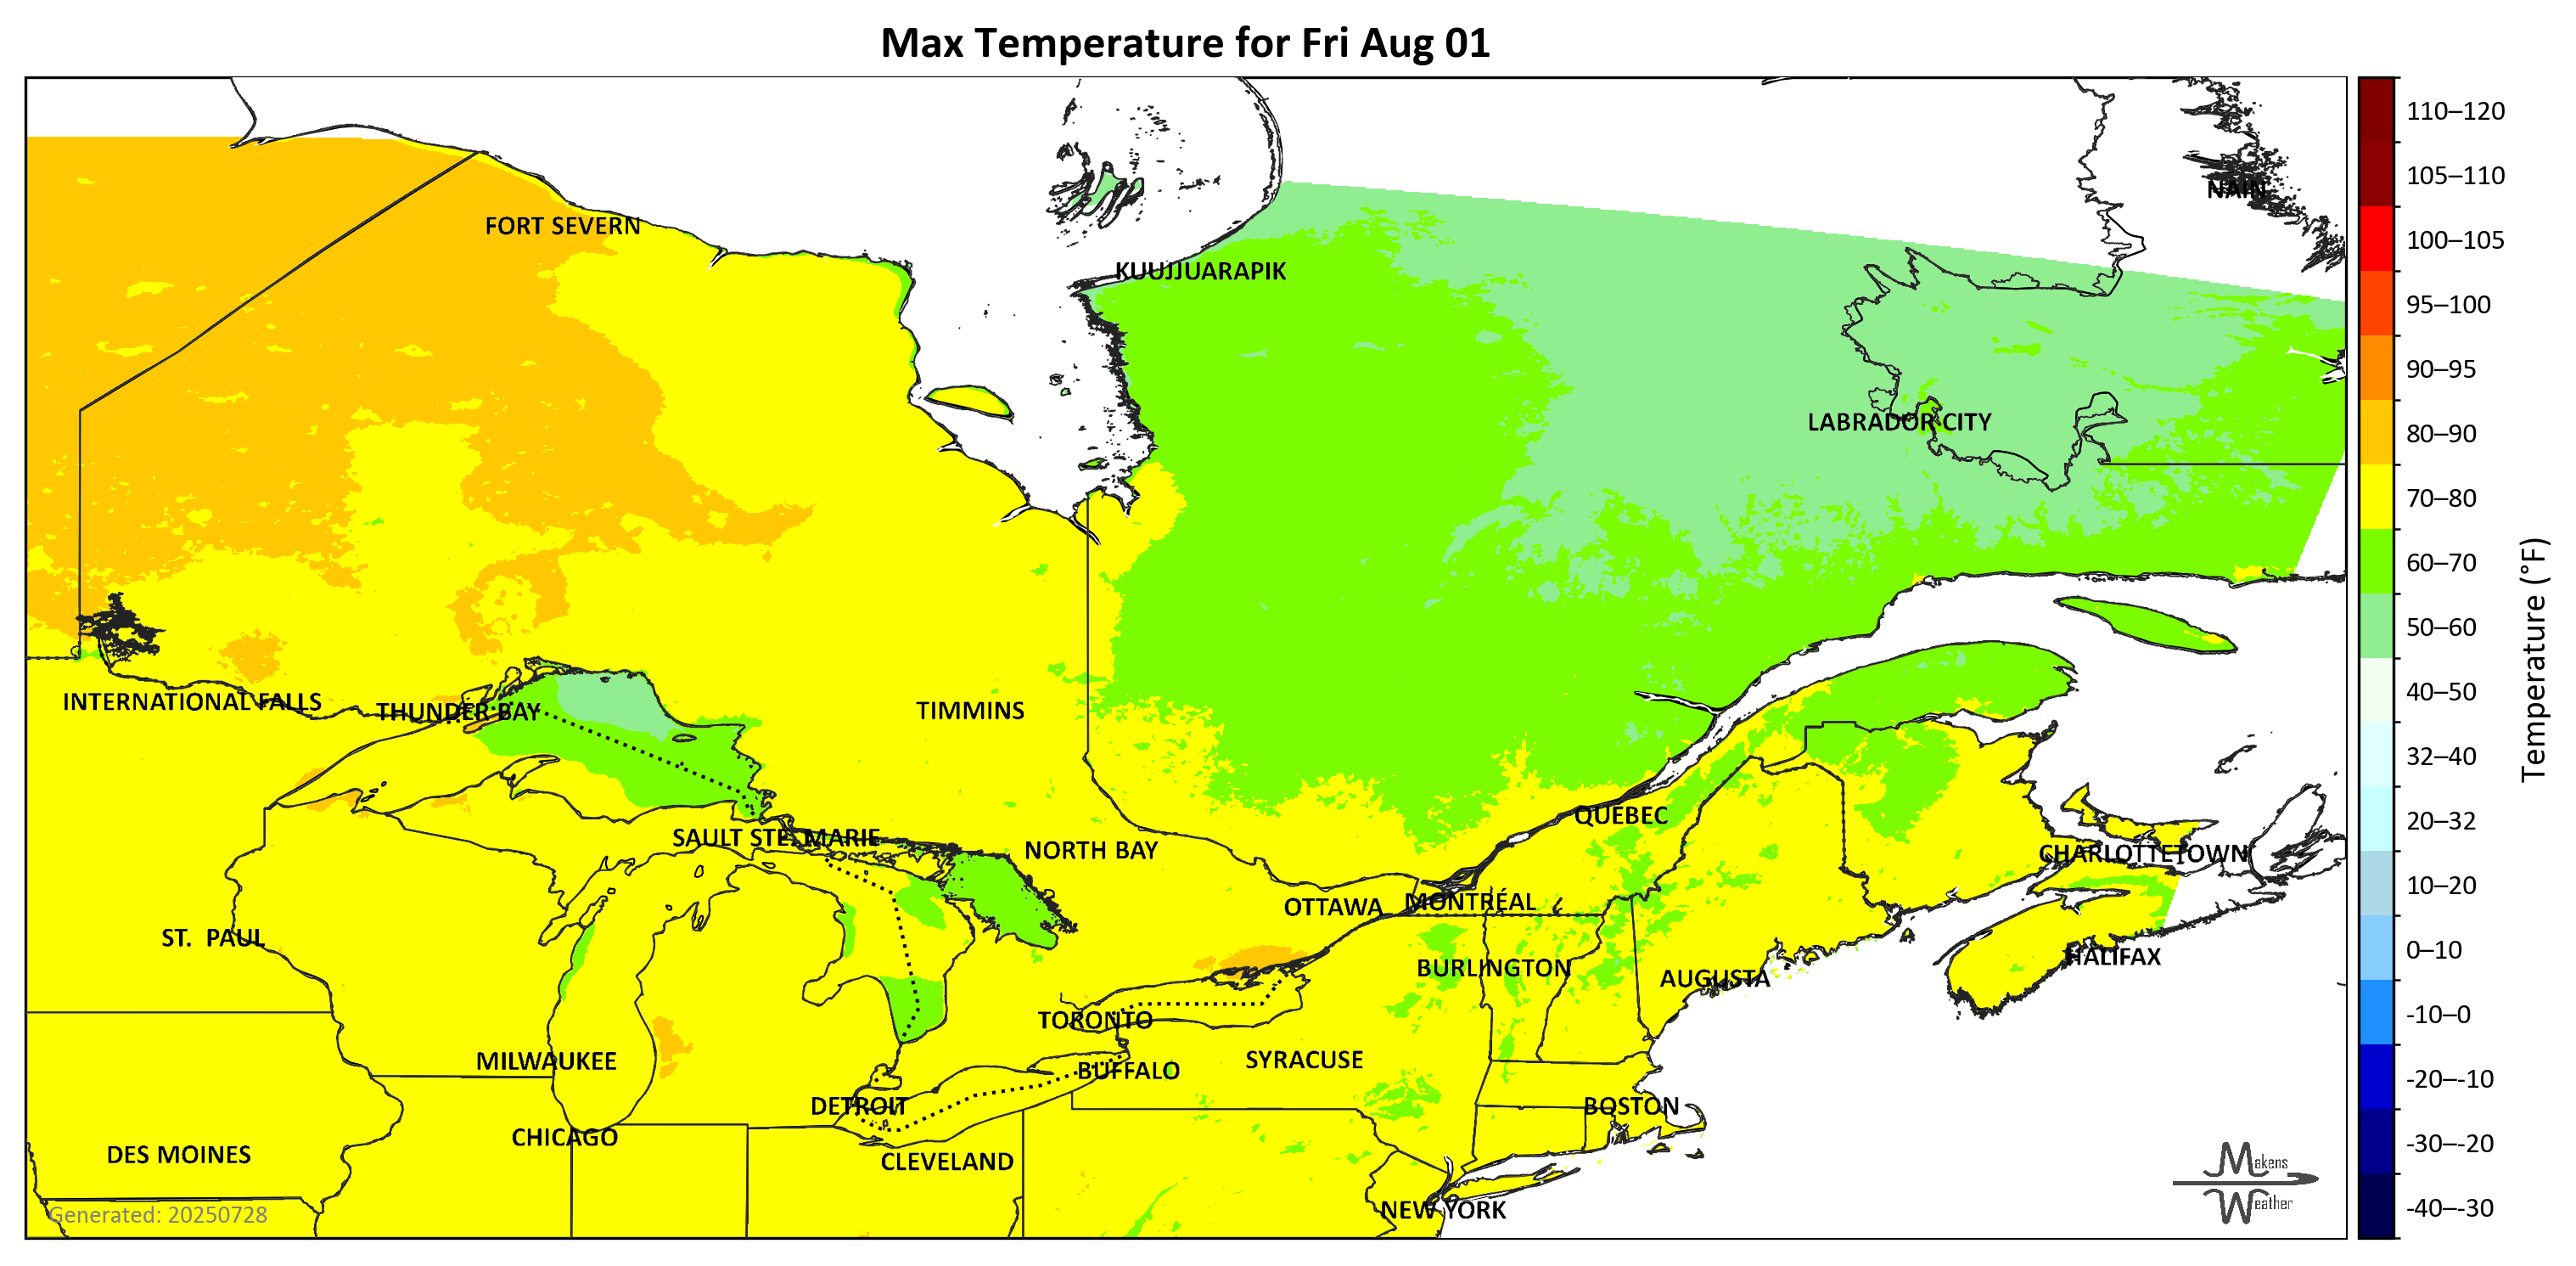 Max Temperature for Fri Aug 01
NAIN
FORT SEVERN
KUUJJUARAPIK
LABRADOR CITY
INTERNATIONAL FALLS
THUNDER BAY
TIMMINS
QUEBEC
SAULT STE. MARIE
NORTH BAY
CHARLOTTETOWN
OTTAWA
MONTRÉAL
ST. PAUL
HALIFAX
BURLINGTON
AUGUSTA
TORONTO
MILWAUKEE
SYRACUSE
BUFFALO
DETROIT
BOSTON
CHICAGO
DES MOINES
CLEVELAND
NEW YORK
Generated: 20250728
Makens
Weather
110–120
105–110
100–105
95–100
90–95
80–90
70–80
60–70
50–60
40–50
32–40
20–32
10–20
0–10
-10–0
-20–-10
-30–-20
-40–-30
Temperature (°F)